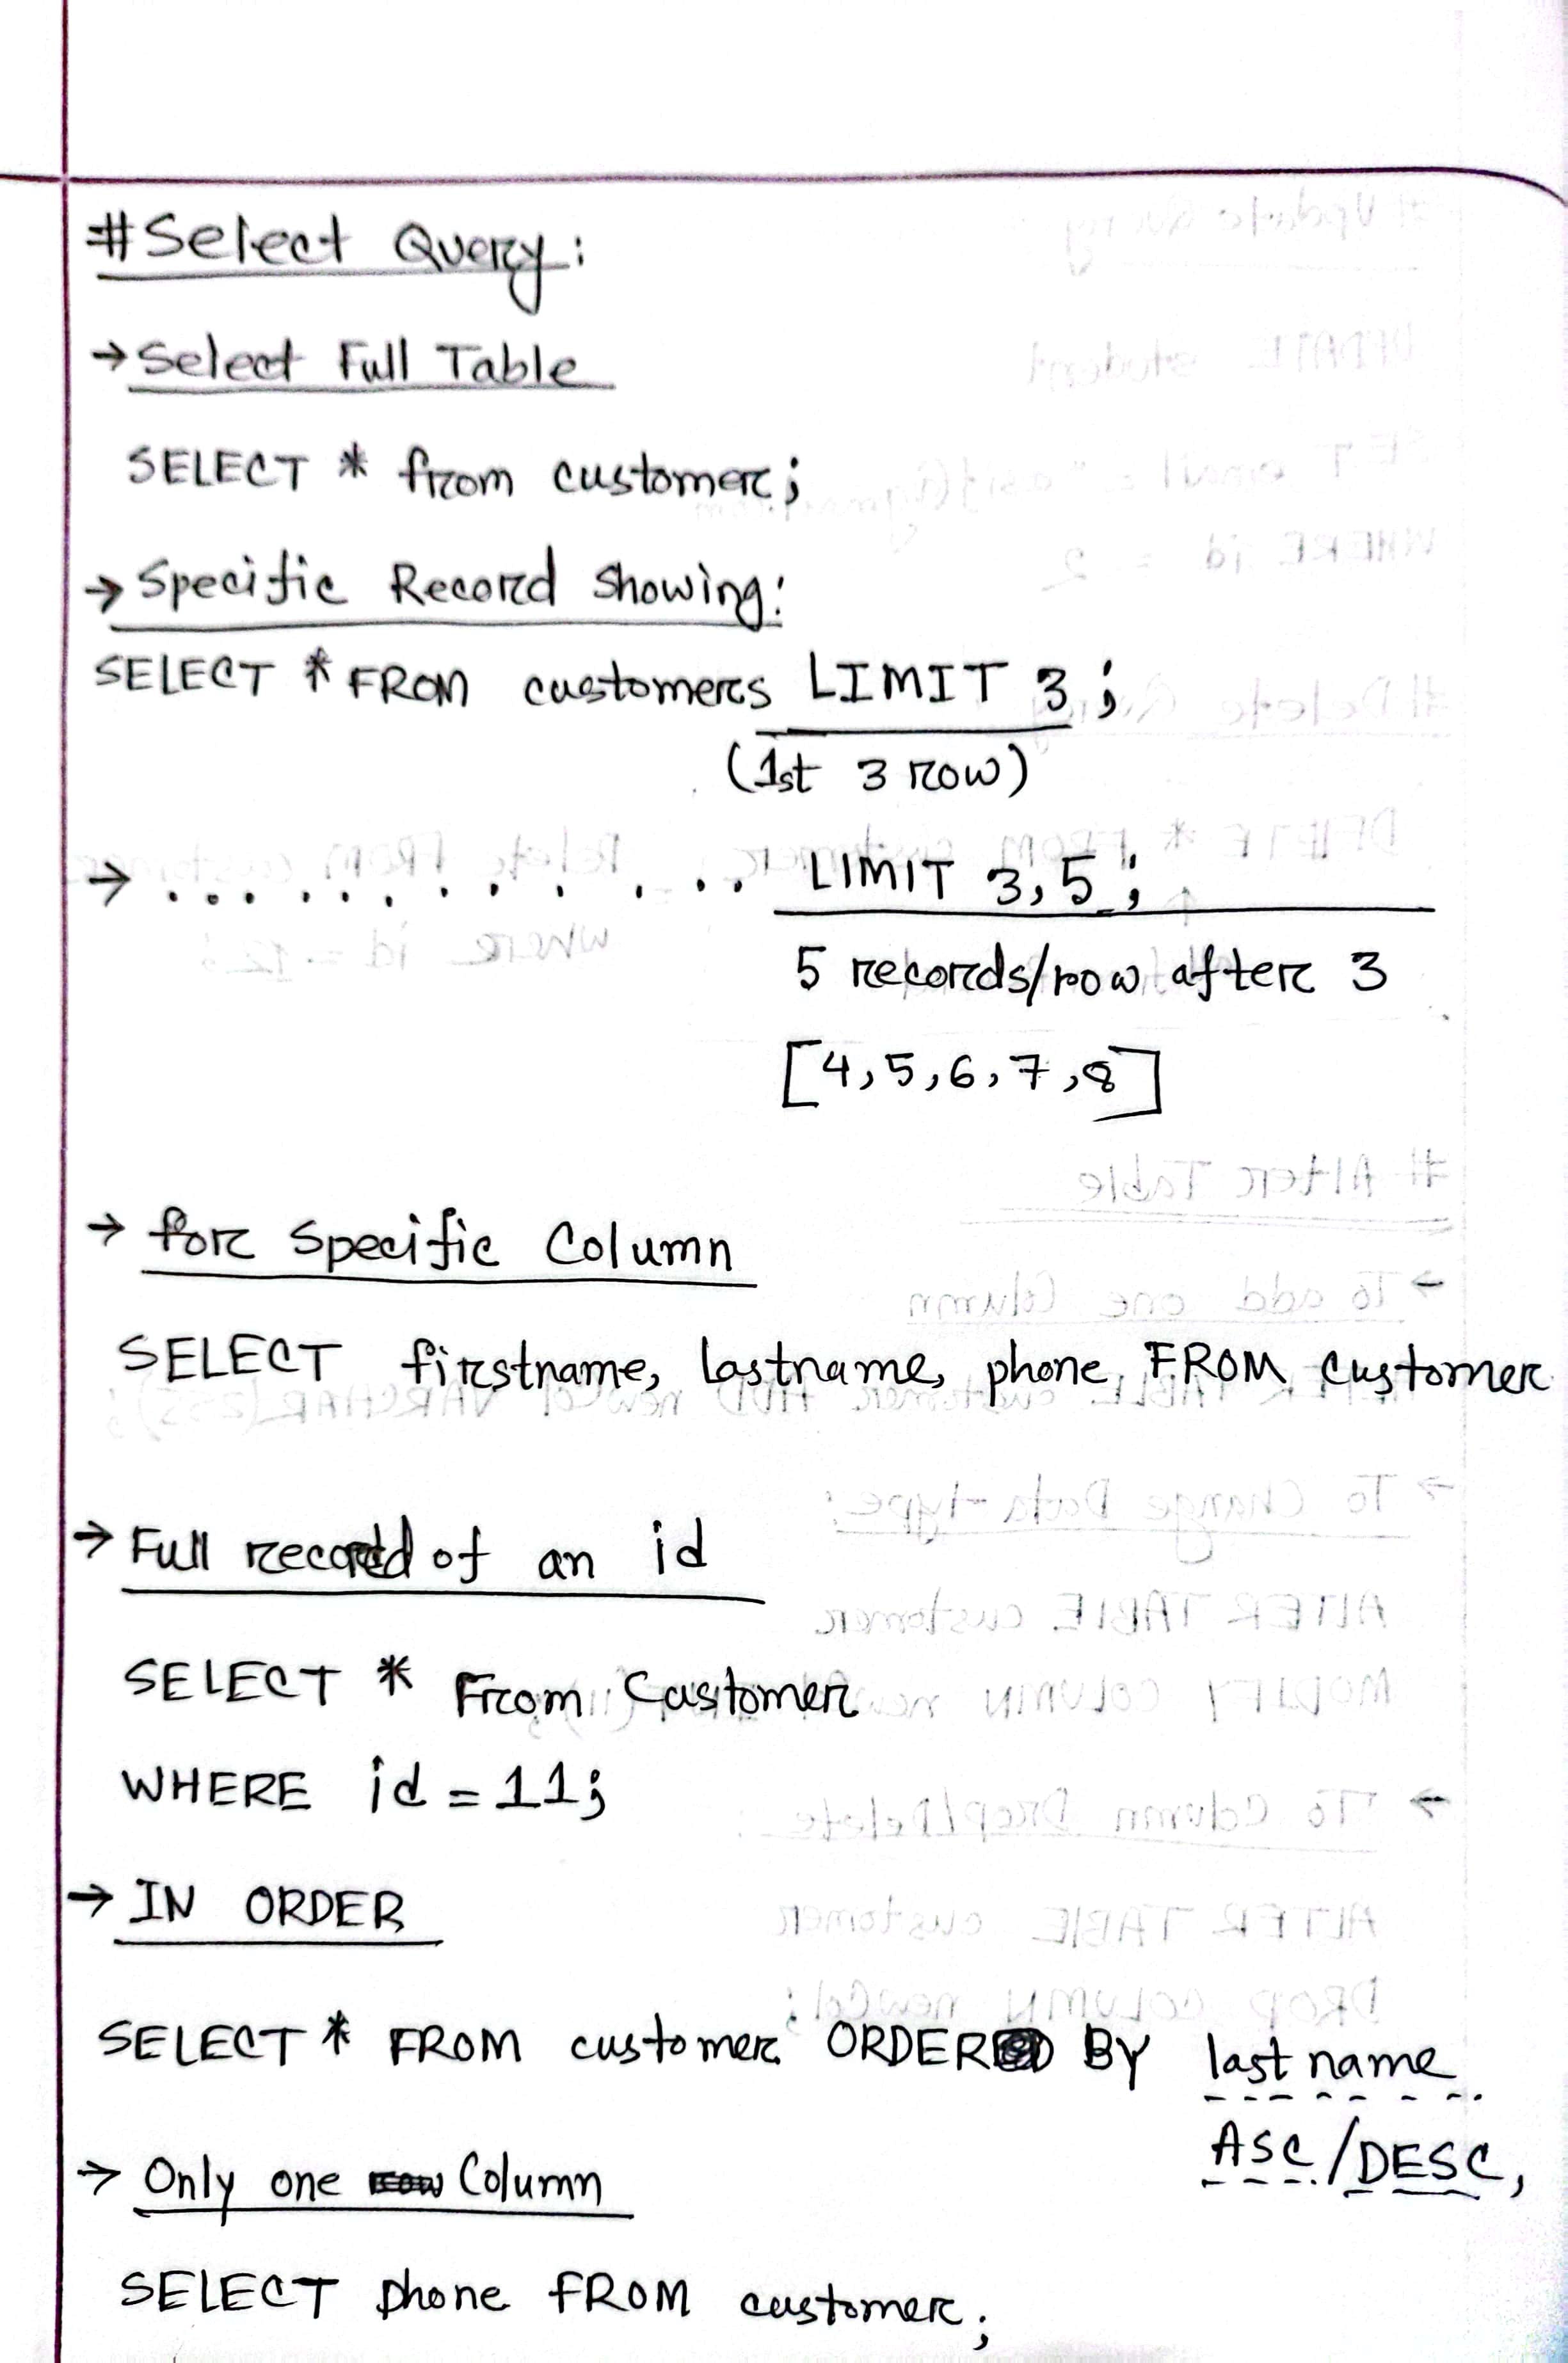 #Select Query:
→ Select Full Table
SELECT * from customer;
→ Specific Record Showing:
SELECT * FROM customers LIMIT 3;
(1st 3 row)
→ . . . . . . . . . . . . . LIMIT 3,5;
5 records/row after 3
[4,5,6,7,8]
→ for Specific Column
SELECT firstname, lastname, phone FROM customer
→ Full record of an id
SELECT * From Customer
WHERE id = 11;
→ IN ORDER
SELECT * FROM customer ORDER BY lastname
ASC/DESC,
→ Only one Column
SELECT phone FROM customer;